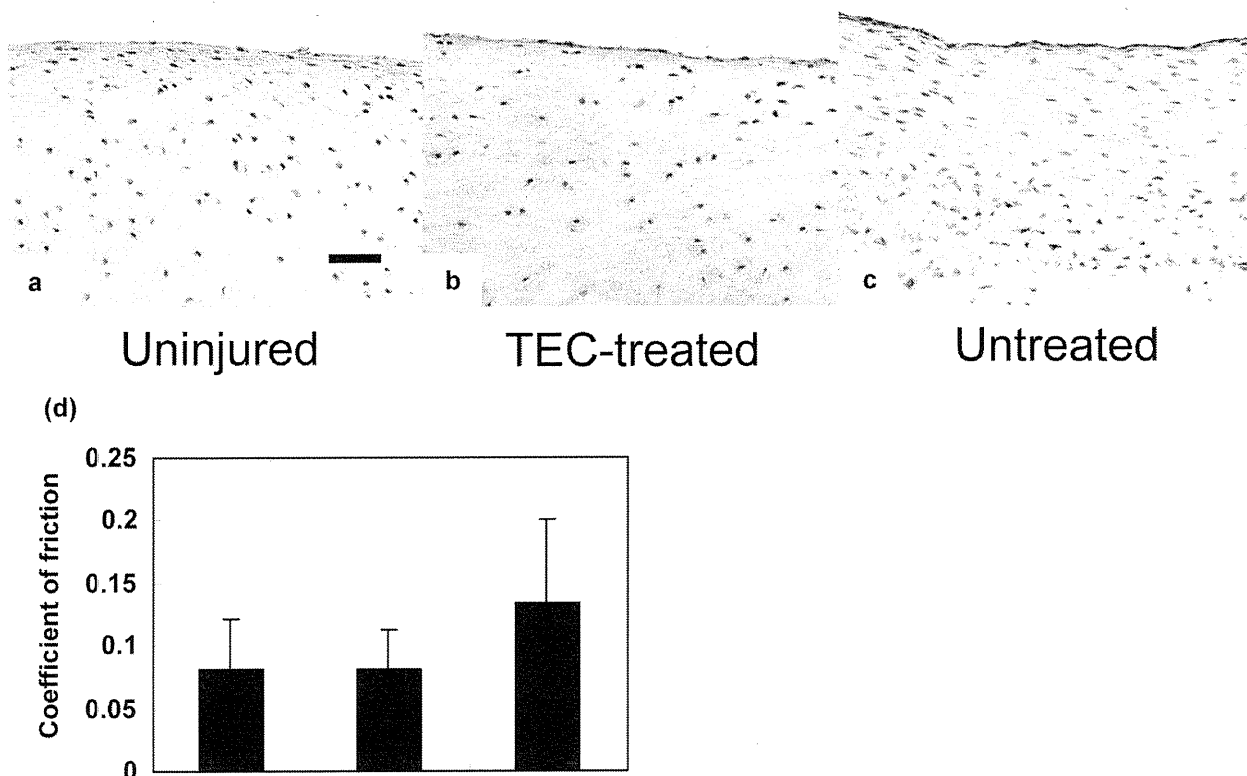 a
b
c
Uninjured
TEC-treated
Untreated
(d)
Coefficient of friction
0.25
0.2
0.15
0.1
0.05
0